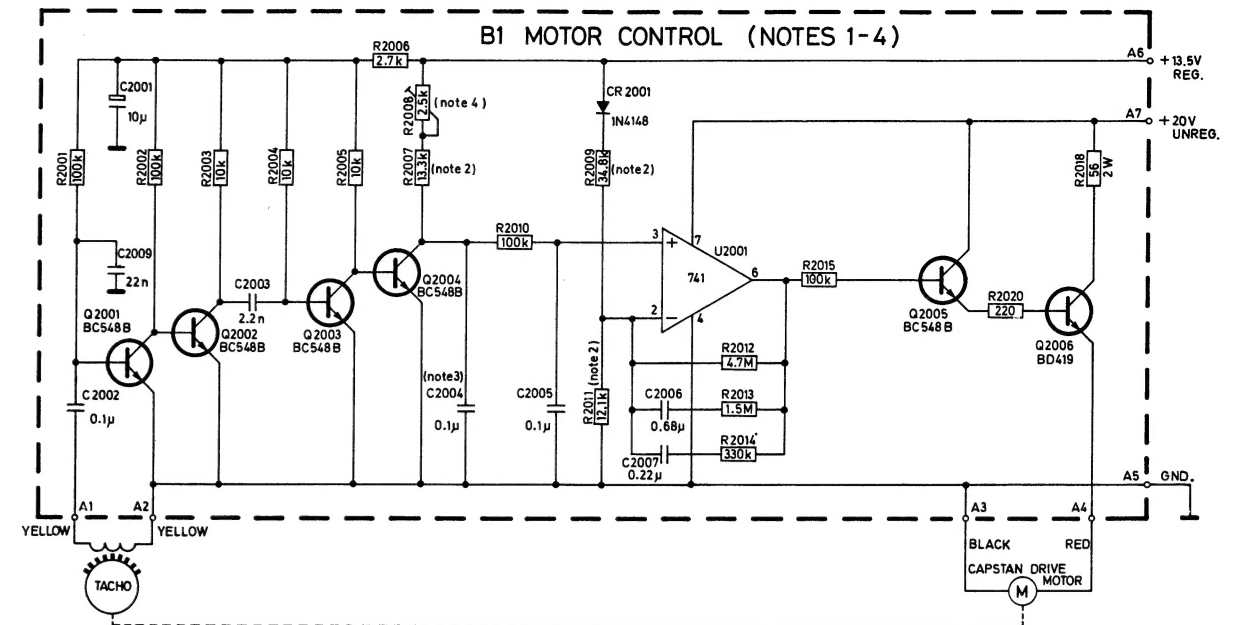 B1 MOTOR CONTROL (NOTES 1-4)
R2006
2.7k
A6
+13.5V
REG.
C2001
10µ
R2008
2.5k
(note 4)
CR2001
1N4148
A7
+20V
UNREG.
R2001
100k
R2002
100k
R2003
10k
R2004
10k
R2005
10k
R2007
13.3k
(note 2)
R2009
34.8k
(note2)
R2018
56
2W
C2009
22n
R2010
100k
3
+
7
U2001
741
6
2
−
4
R2015
100k
Q2001
BC548B
Q2002
BC548B
C2003
2.2n
Q2003
BC548B
Q2004
BC548B
Q2005
BC548B
R2020
220
Q2006
BD419
C2002
0.1µ
(note3)
C2004
0.1µ
C2005
0.1µ
R2011
12.1k
(note 2)
R2012
4.7M
C2006
0.68µ
R2013
1.5M
C2007
0.22µ
R2014
330k
A5
GND.
A1
YELLOW
A2
YELLOW
A3
BLACK
A4
RED
CAPSTAN DRIVE
MOTOR
TACHO
M